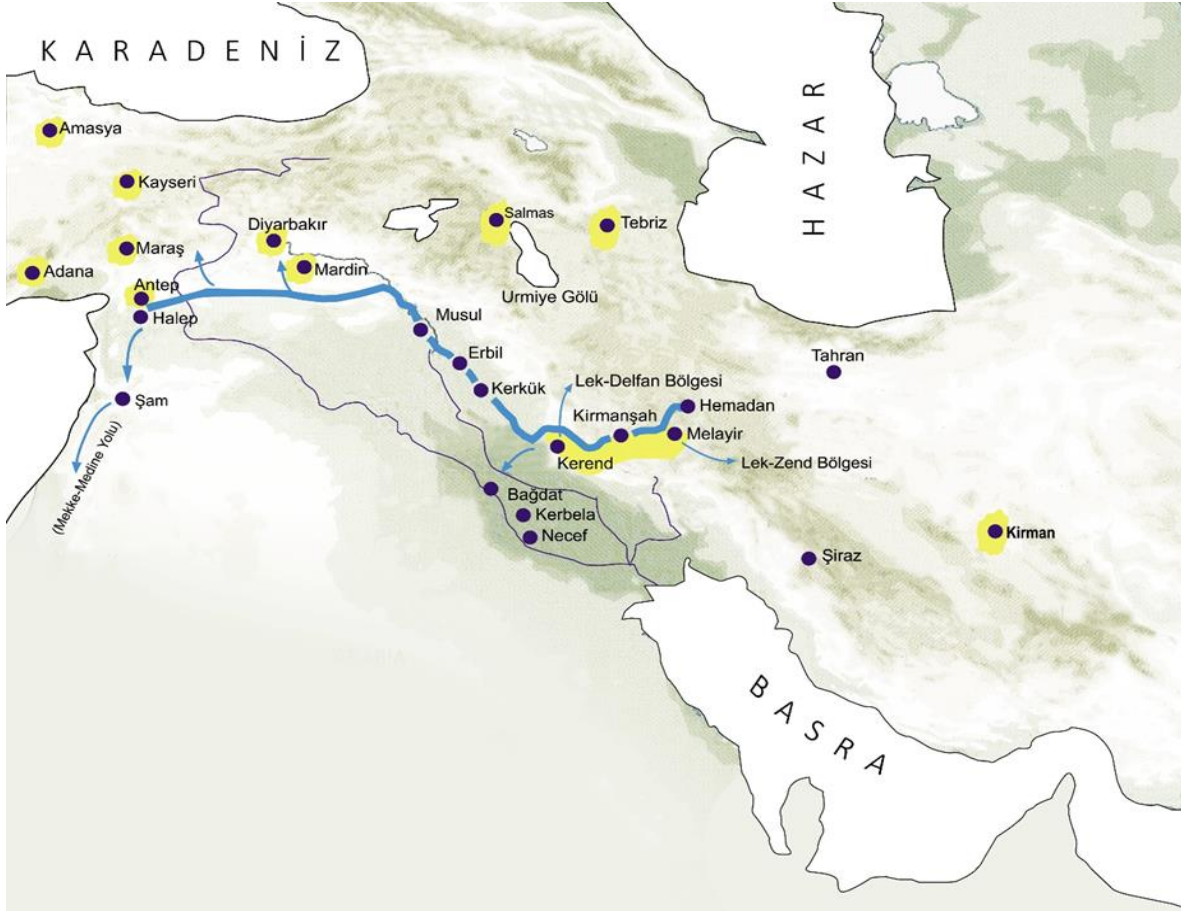 KARADENİZ
HAZAR
Amasya
Kayseri
Diyarbakır
Salmas
Tebriz
Maraş
Mardin
Adana
Antep
Urmiye Gölü
Halep
Musul
Erbil
Tahran
Kerkük
Lek-Delfan Bölgesi
Şam
Kirmanşah
Hemadan
Melayir
(Mekke-Medine Yolu)
Kerend
Lek-Zend Bölgesi
Bağdat
Kerbela
Necef
Kirman
Şiraz
BASRA